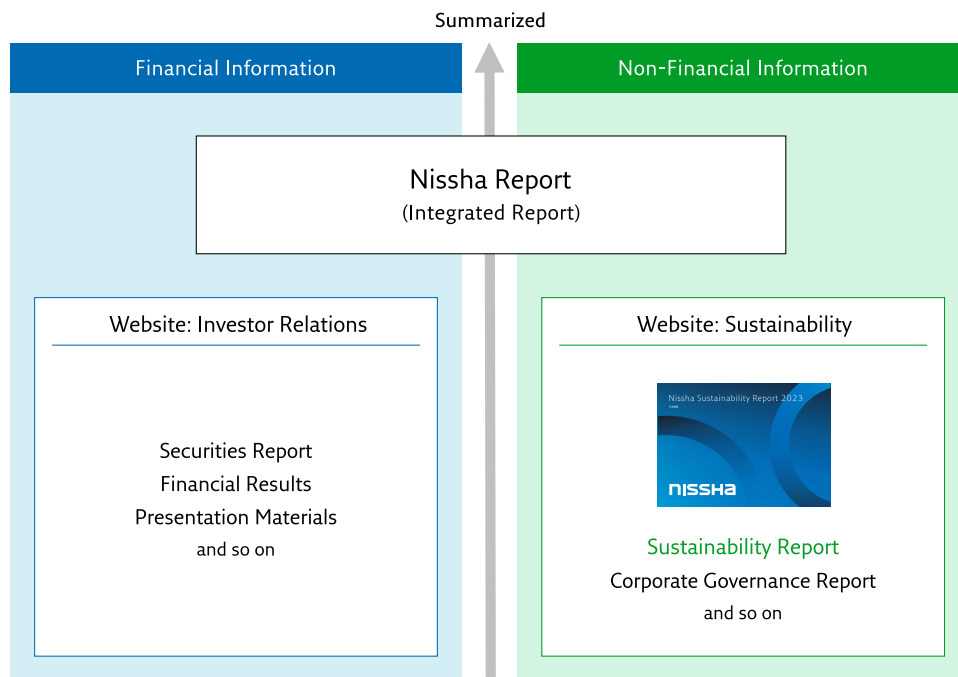 Summarized
Financial Information
Non-Financial Information
Nissha Report
(Integrated Report)
Website: Investor Relations
Securities Report
Financial Results
Presentation Materials
and so on
Website: Sustainability
Nissha Sustainability Report 2023
NISSHA
Sustainability Report
Corporate Governance Report
and so on